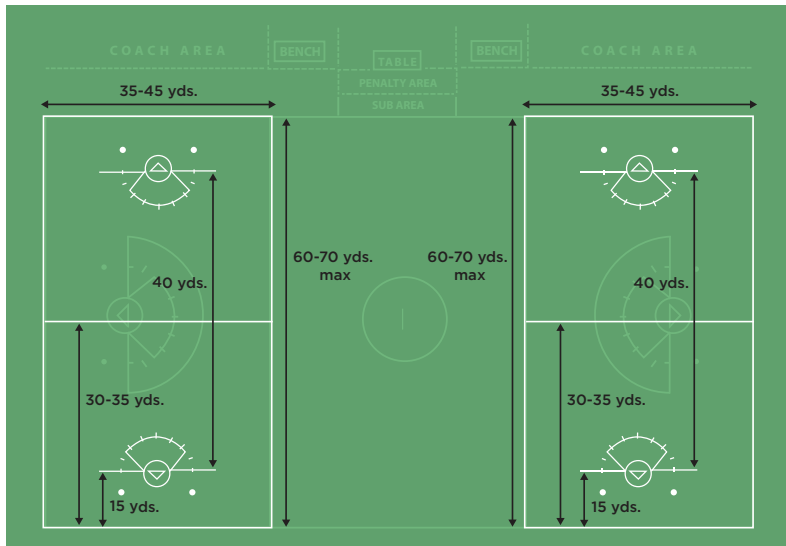 COACH AREA
BENCH
TABLE
BENCH
COACH AREA
PENALTY AREA
SUB AREA
35-45 yds.
35-45 yds.
60-70 yds.
max
60-70 yds.
max
40 yds.
40 yds.
30-35 yds.
30-35 yds.
15 yds.
15 yds.